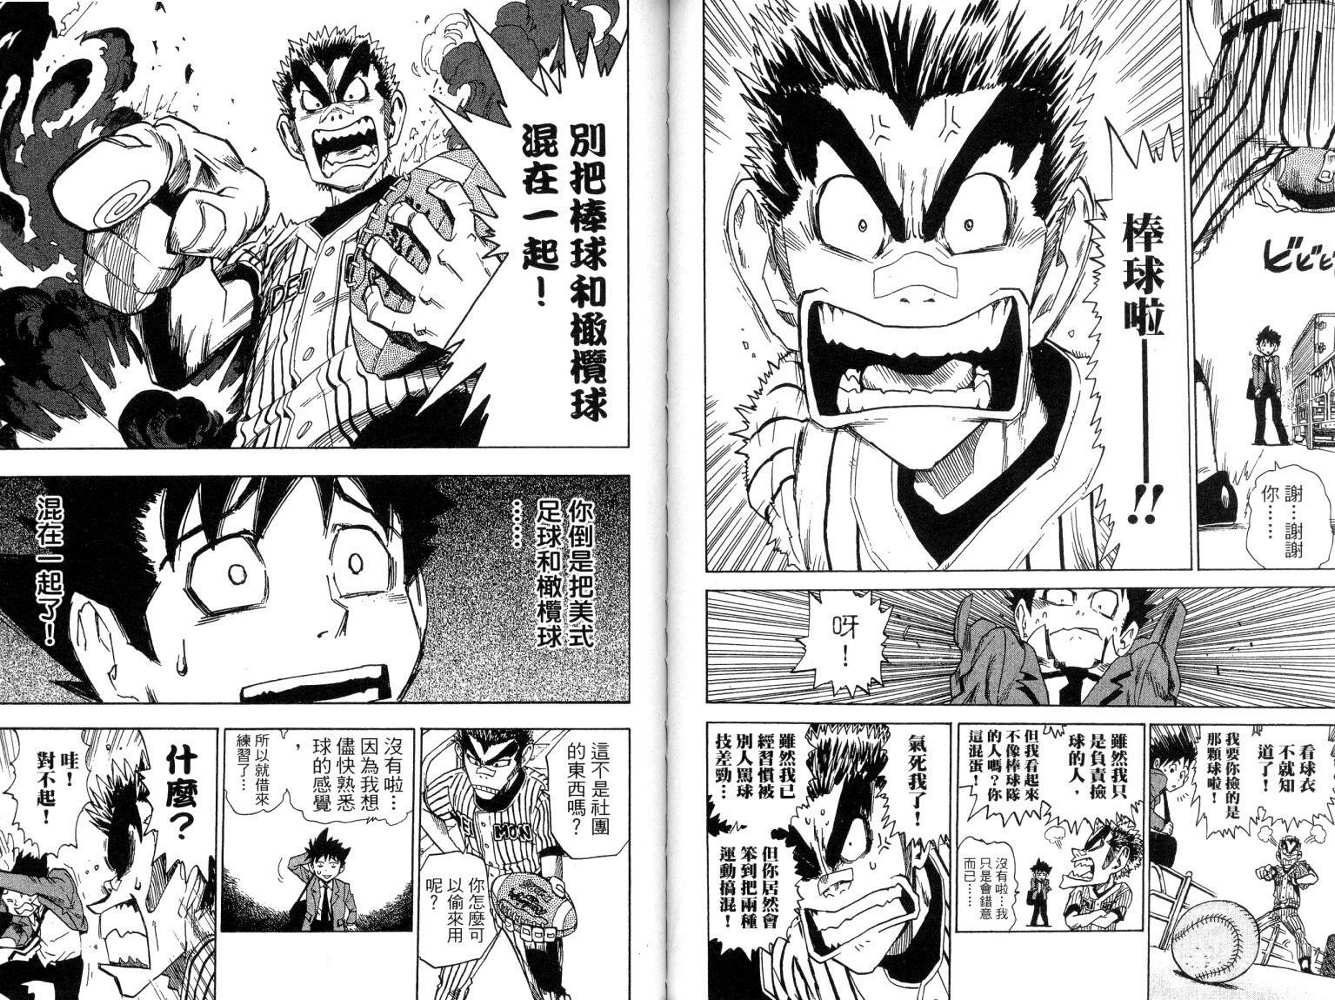 ビビビ
謝…謝謝
你……
棒球啦——!!
呀！
看球衣
不就知
道了！
我要你撿的是
那顆球啦！
雖然我只
是負責撿
球的人，
但我看起來
不像棒球隊
的人嗎？你
這混蛋！
沒有啦…我
只是會錯意
而已……
氣死我了！
雖然我已
經習慣被
別人罵球
技差勁…
但你居然會
笨到把兩種
運動搞混！
別把棒球和橄欖球
混在一起！
DE
你倒是把美式
足球和橄欖球
……
混在一起了！
這不是社團
的東西嗎？
MON
你怎麼可
以偷來用
呢？
沒有啦…
因為我想
儘快熟悉
球的感覺
，
所以就借來
練習了…
什麼？
哇！
對不起！